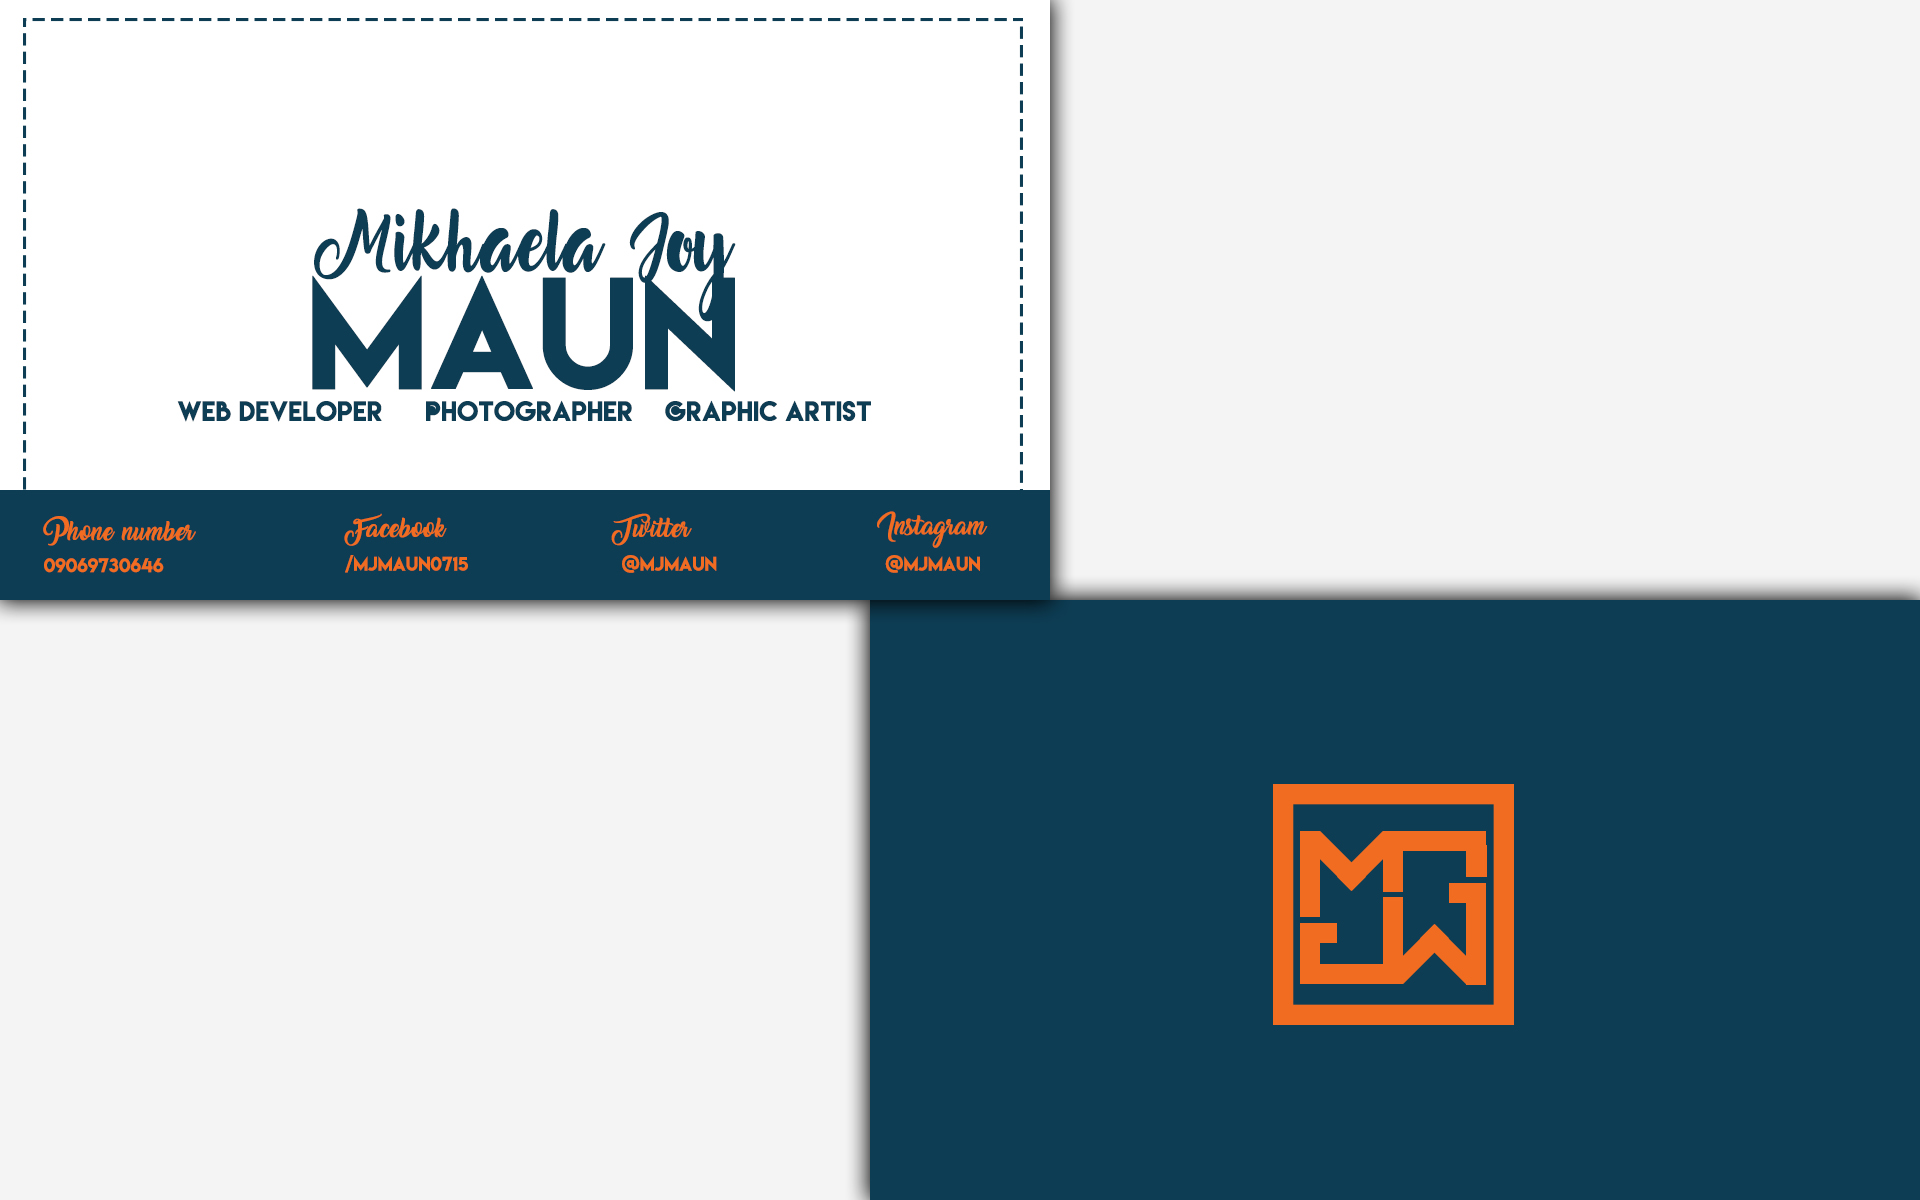 Mikhaela Joy
MAUN
WEB DEVELOPER PHOTOGRAPHER GRAPHIC ARTIST
Phone number Facebook Twitter Instagram
09069730646 /MJMAUN0715 @MJMAUN @MJMAUN